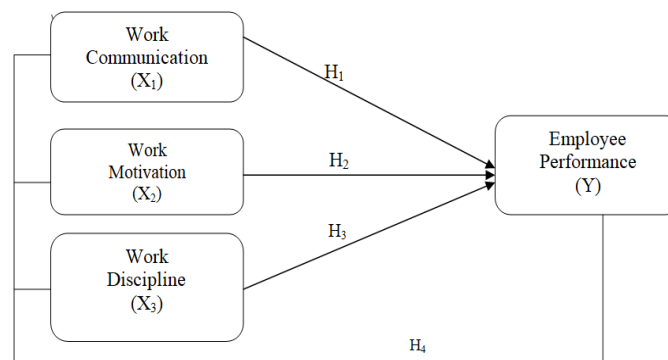 Work
Communication
(X₁)
H₁
Work
Motivation
(X₂)
H₂
Employee
Performance
(Y)
Work
Discipline
(X₃)
H₃
H₄